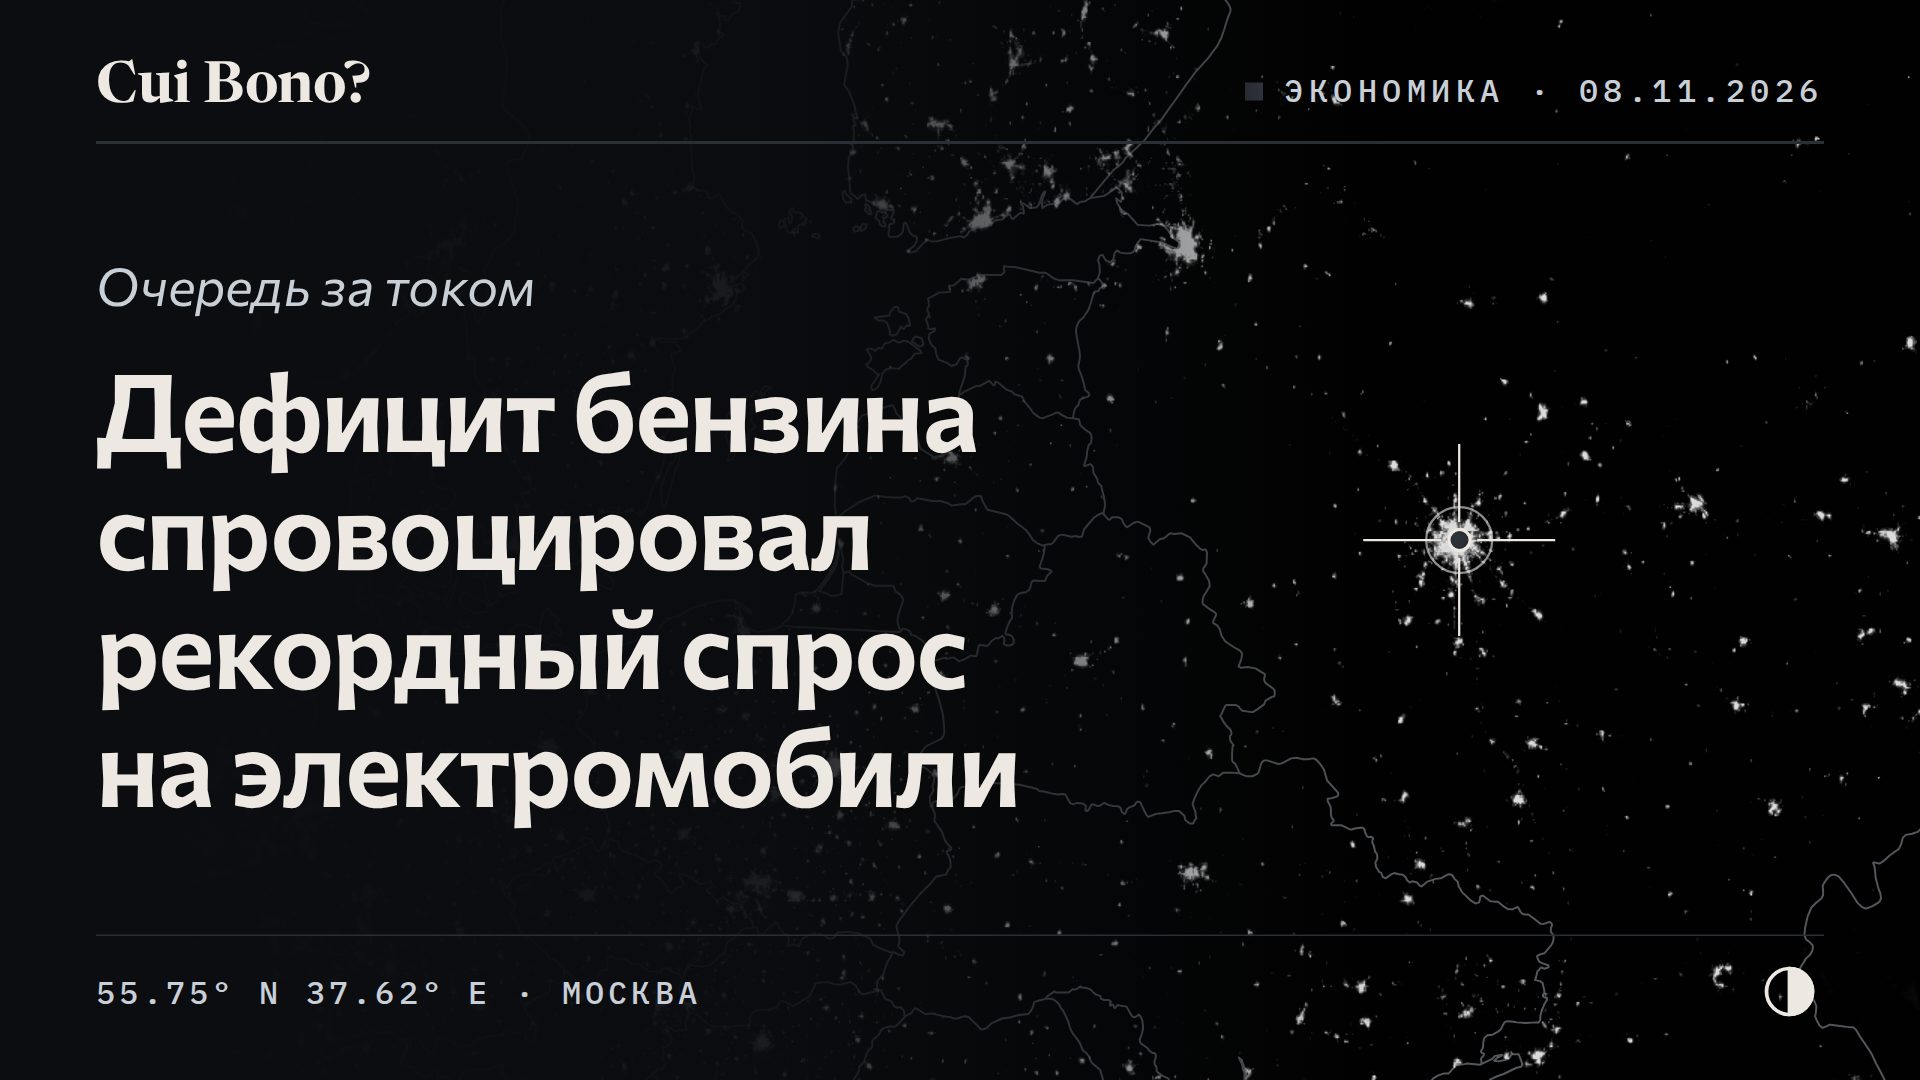 Cui Bono?
ЭКОНОМИКА · 08.11.2026
Очередь за током
Дефицит бензина
спровоцировал
рекордный спрос
на электромобили
55.75° N 37.62° E · МОСКВА